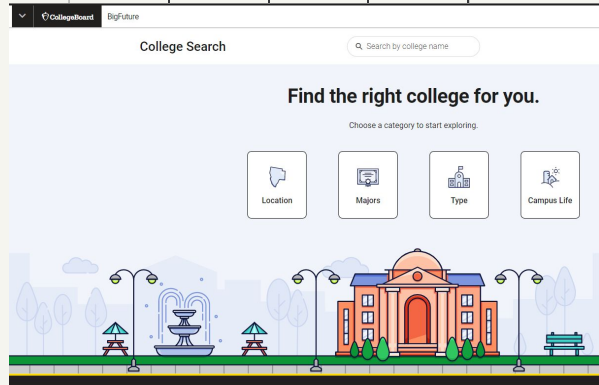 CollegeBoard BigFuture
College Search Search by college name
Find the right college for you.
Choose a category to start exploring.
Location Majors Type Campus Life